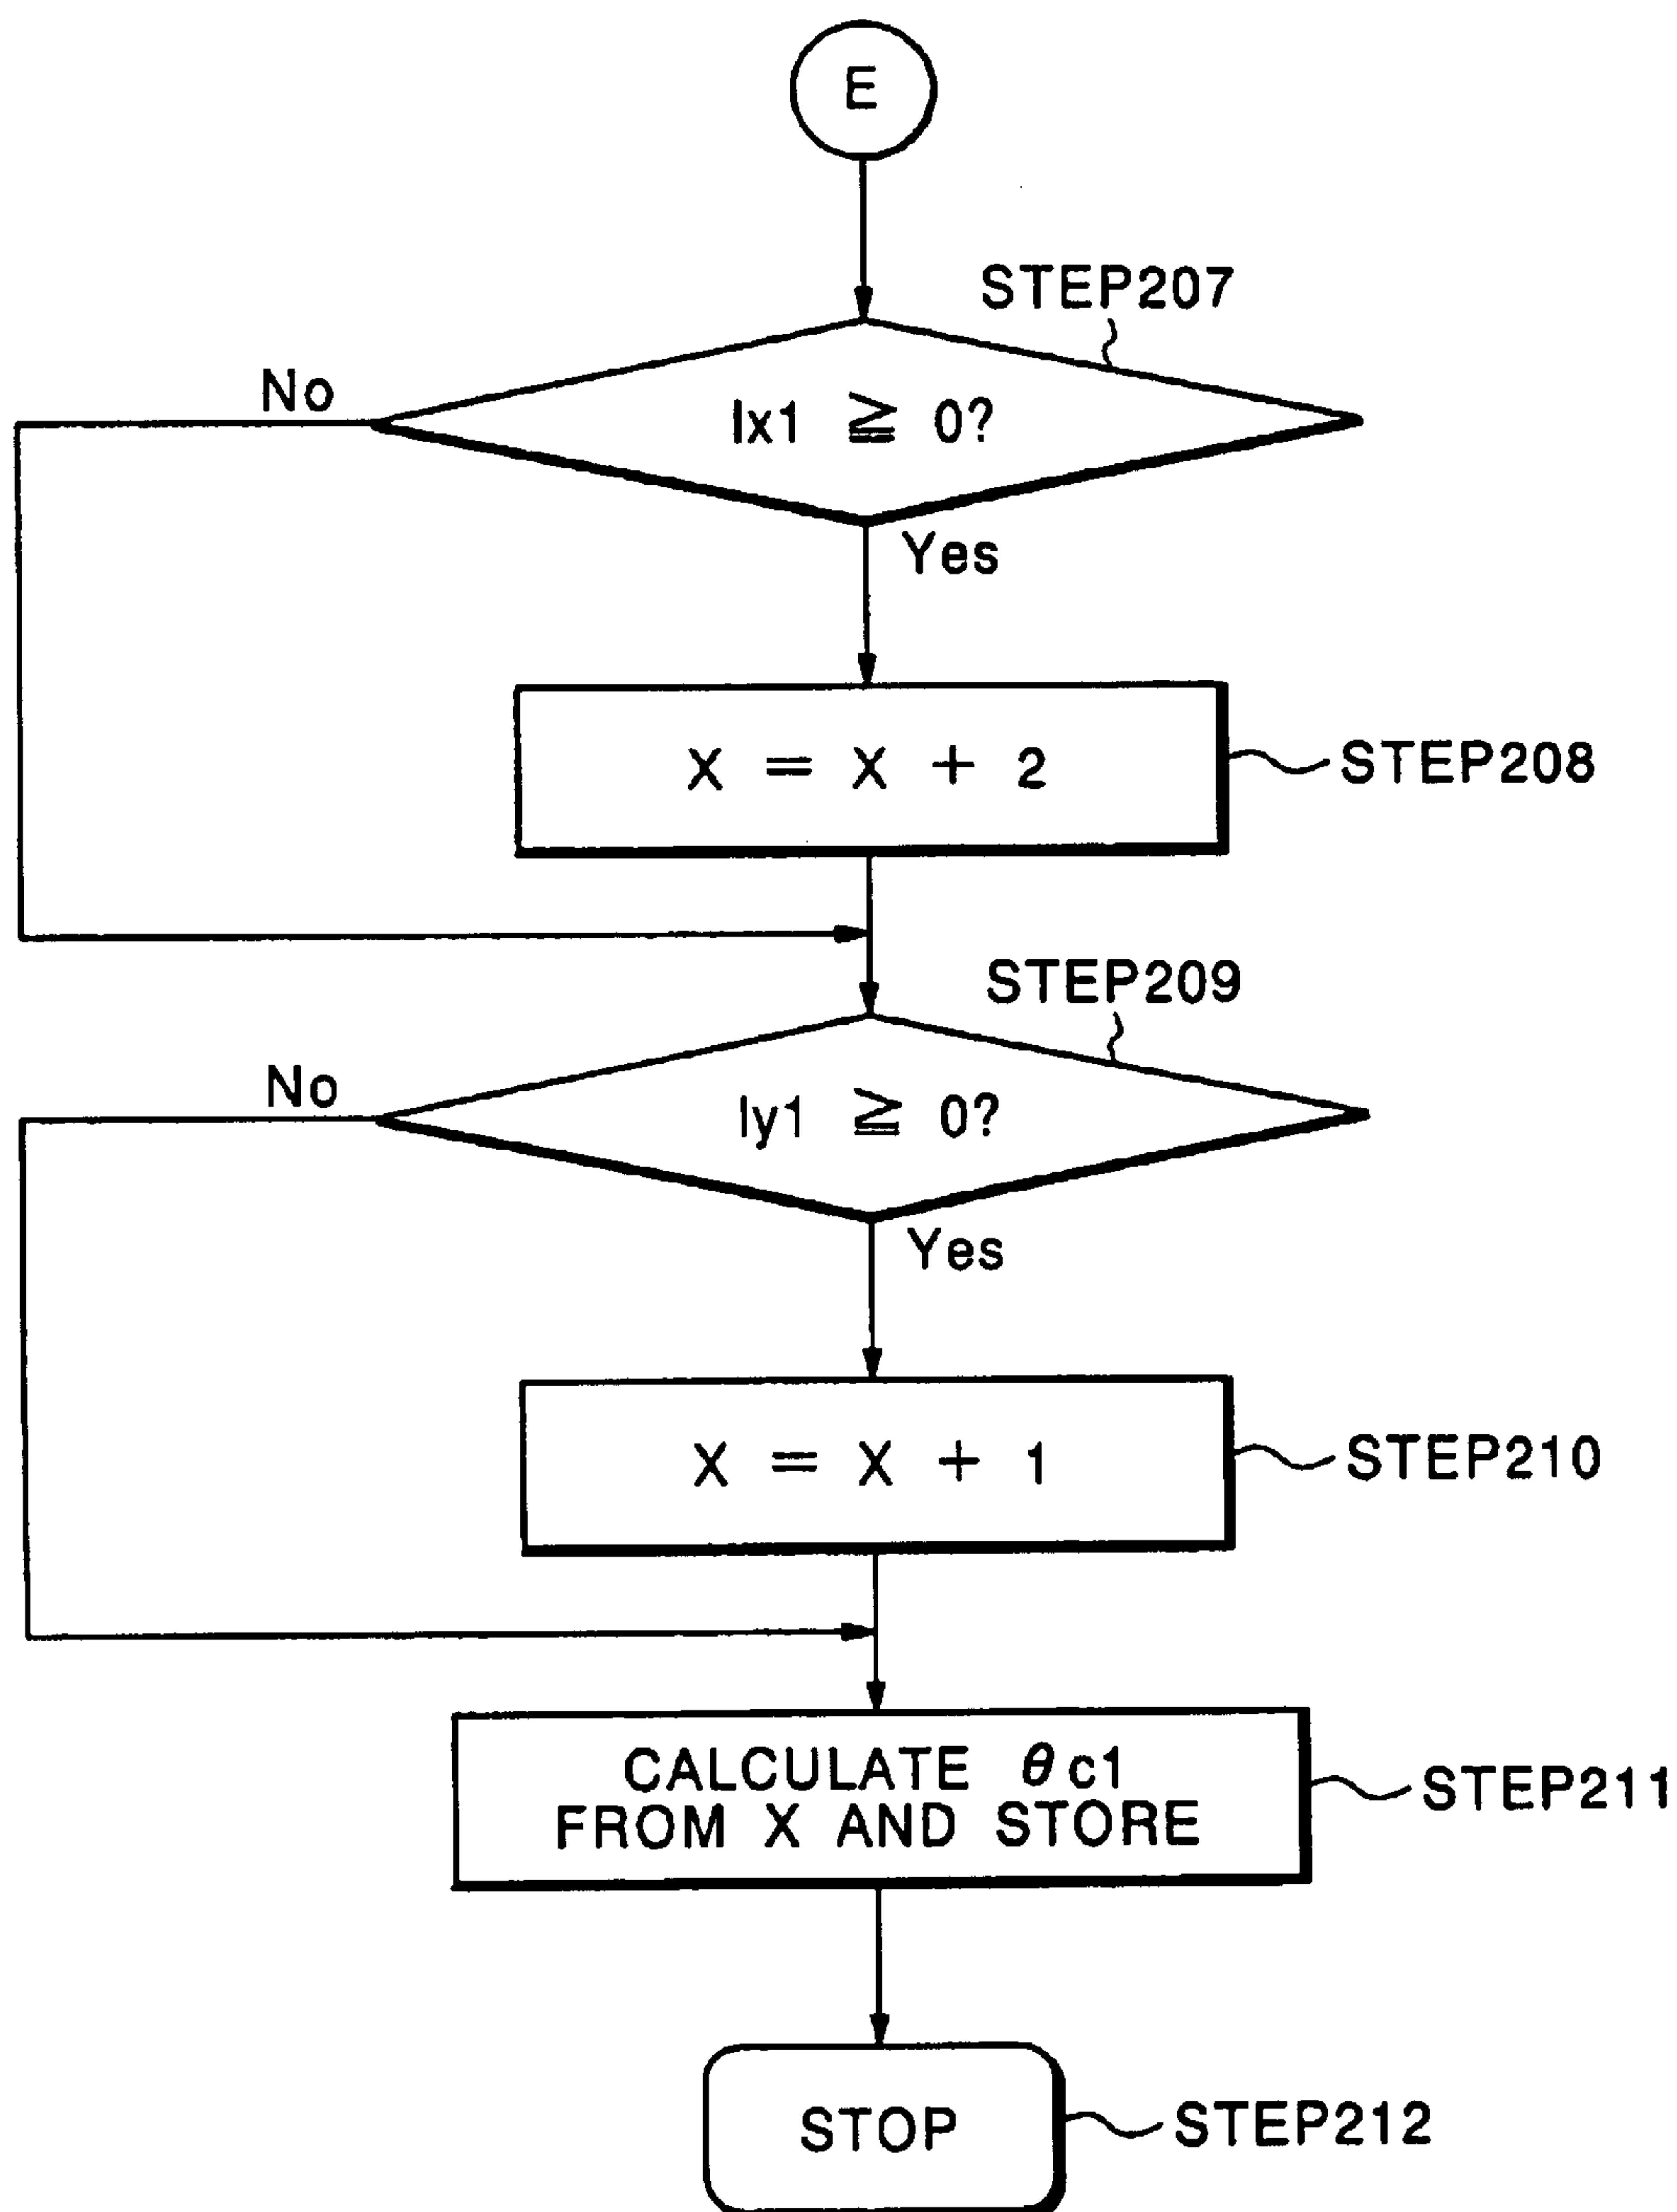 E
STEP207
No
Ix1 ≧ 0?
Yes
X = X + 2
STEP208
STEP209
No
Iy1 ≧ 0?
Yes
X = X + 1
STEP210
CALCULATE θc1
FROM X AND STORE
STEP211
STOP
STEP212